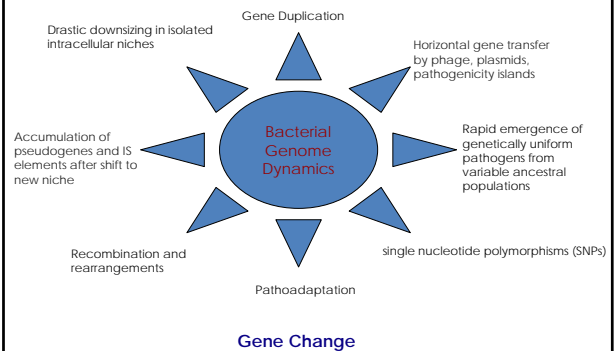 Gene Duplication
Drastic downsizing in isolated
intracellular niches
Horizontal gene transfer
by phage, plasmids,
pathogenicity islands
Accumulation of
pseudogenes and IS
elements after shift to
new niche
Bacterial
Genome
Dynamics
Rapid emergence of
genetically uniform
pathogens from
variable ancestral
populations
Recombination and
rearrangements
single nucleotide polymorphisms (SNPs)
Pathoadaptation
Gene Change